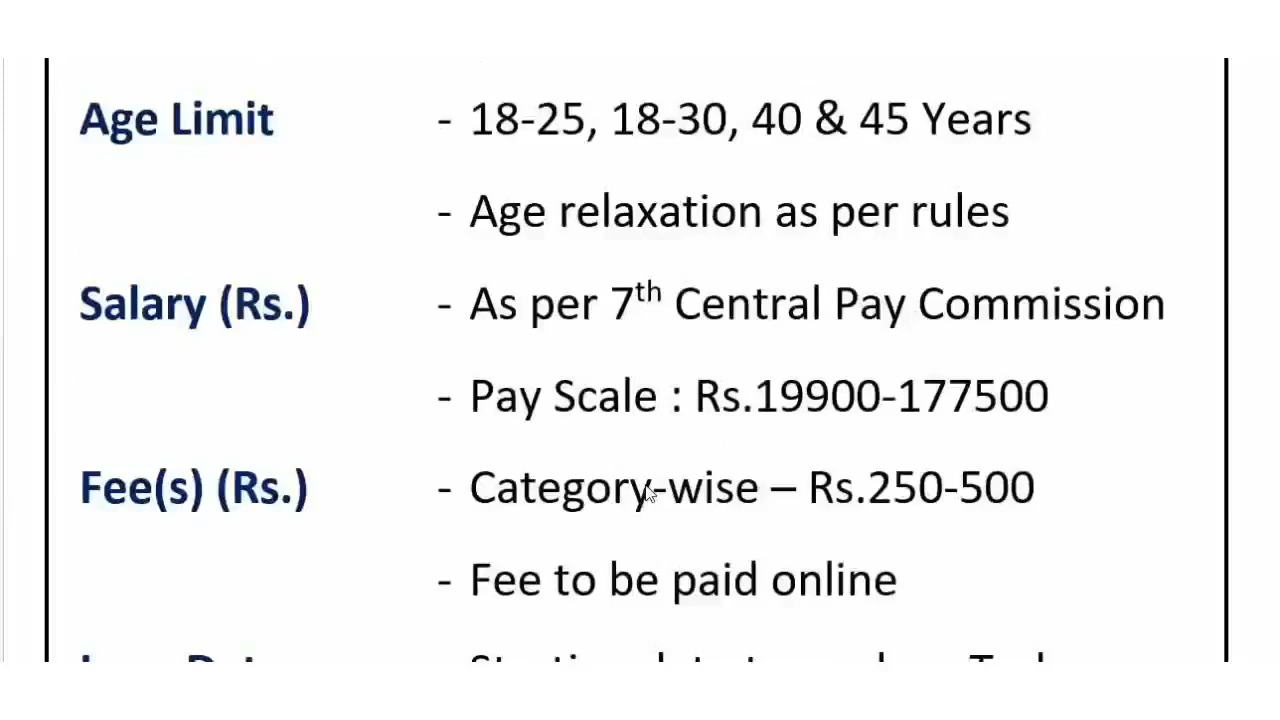 Age Limit - 18-25, 18-30, 40 & 45 Years
- Age relaxation as per rules
Salary (Rs.) - As per 7th Central Pay Commission
- Pay Scale : Rs.19900-177500
Fee(s) (Rs.) - Category-wise – Rs.250-500
- Fee to be paid online